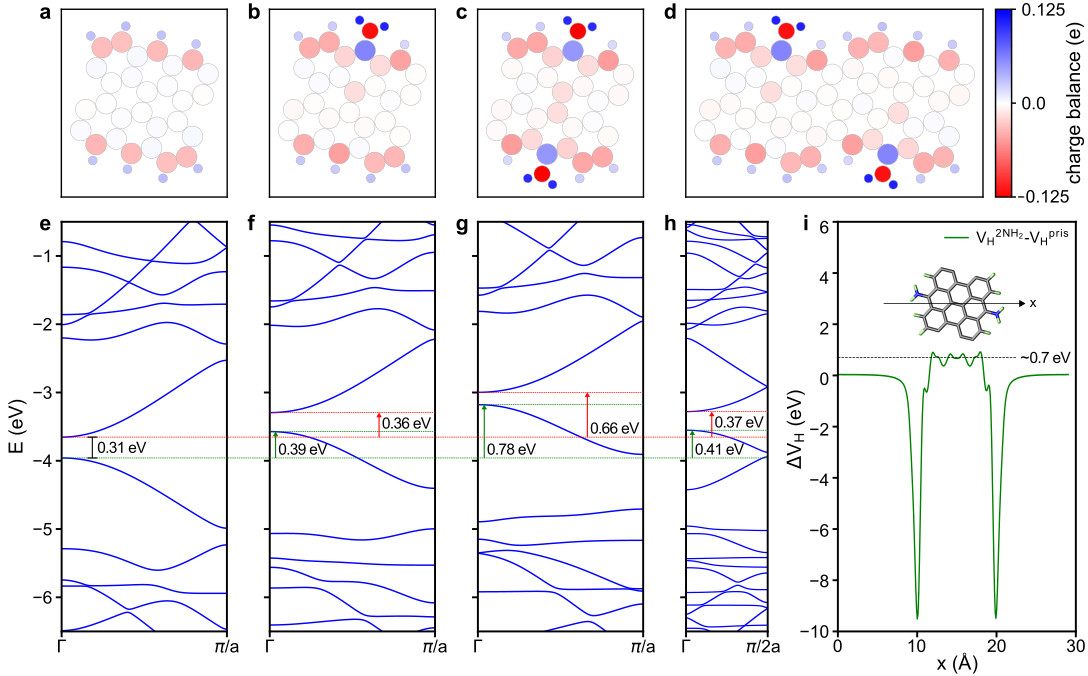 a
b
c
d
0.125
0.0
−0.125
charge balance (e)
e
f
g
h
i
E (eV)
−1
−2
−3
−4
−5
−6
0.31 eV
0.39 eV
0.36 eV
0.78 eV
0.66 eV
0.37 eV
0.41 eV
Γ
π/a
Γ
π/a
Γ
π/a
Γ
π/2a
ΔV_H (eV)
6
4
2
0
−2
−4
−6
−8
−10
V_H^2NH₂-V_H^pris
x
~0.7 eV
0
10
20
30
x (Å)